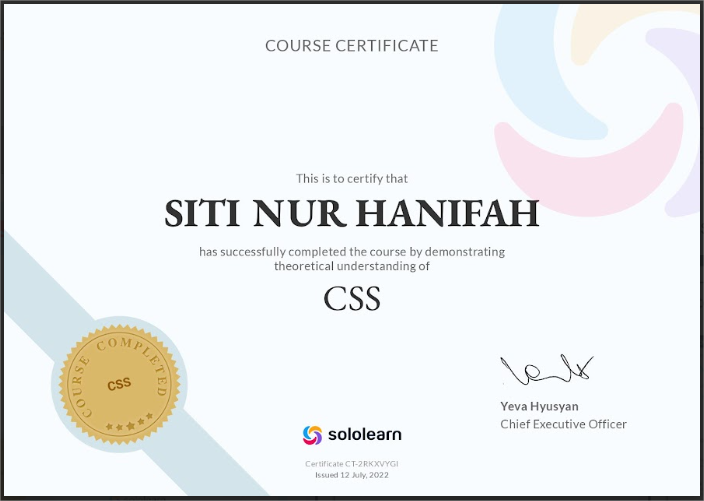 COURSE CERTIFICATE
This is to certify that
SITI NUR HANIFAH
has successfully completed the course by demonstrating
theoretical understanding of
CSS
COURSE COMPLETED
CSS
Yeva Hyusyan
Chief Executive Officer
sololearn
Certificate CT-2RKXVYGI
Issued 12 July, 2022